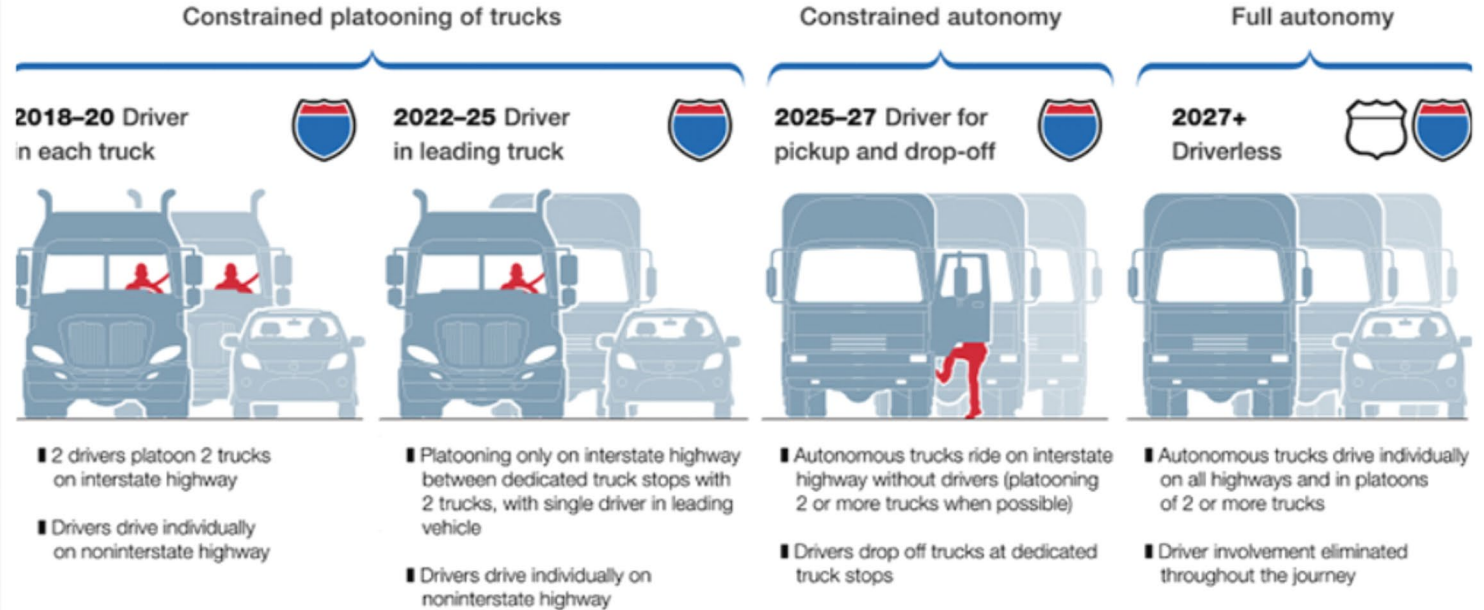 Constrained platooning of trucks
Constrained autonomy
Full autonomy
2018–20 Driver
in each truck
2022–25 Driver
in leading truck
2025–27 Driver for
pickup and drop-off
2027+
Driverless
2 drivers platoon 2 trucks
on interstate highway
Drivers drive individually
on noninterstate highway
Platooning only on interstate highway
between dedicated truck stops with
2 trucks, with single driver in leading
vehicle
Drivers drive individually on
noninterstate highway
Autonomous trucks ride on interstate
highway without drivers (platooning
2 or more trucks when possible)
Drivers drop off trucks at dedicated
truck stops
Autonomous trucks drive individually
on all highways and in platoons
of 2 or more trucks
Driver involvement eliminated
throughout the journey